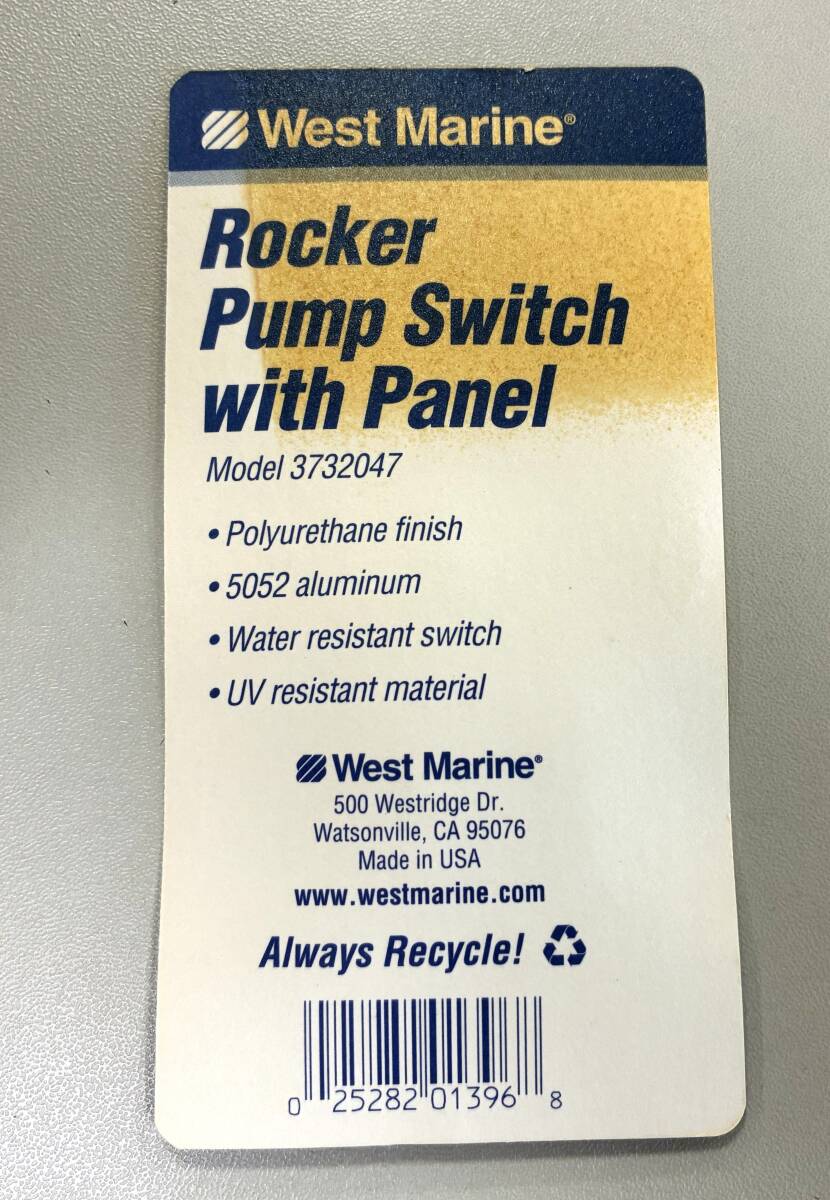 West Marine®
Rocker
Pump Switch
with Panel
Model 3732047
• Polyurethane finish
• 5052 aluminum
• Water resistant switch
• UV resistant material
West Marine®
500 Westridge Dr.
Watsonville, CA 95076
Made in USA
www.westmarine.com
Always Recycle!
0 25282 01396 8